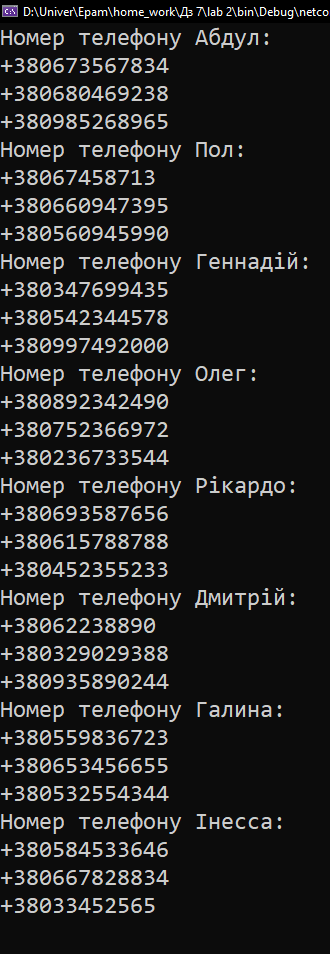 D:\Univer\Epam\home_work\Дз 7\lab 2\bin\Debug\netco
Номер телефону Абдул:
+380673567834
+380680469238
+380985268965
Номер телефону Пол:
+38067458713
+380660947395
+380560945990
Номер телефону Геннадій:
+380347699435
+380542344578
+380997492000
Номер телефону Олег:
+380892342490
+380752366972
+380236733544
Номер телефону Рікардо:
+380693587656
+380615788788
+380452355233
Номер телефону Дмитрій:
+38062238890
+380329029388
+380935890244
Номер телефону Галина:
+380559836723
+380653456655
+380532554344
Номер телефону Інесса:
+380584533646
+380667828834
+38033452565